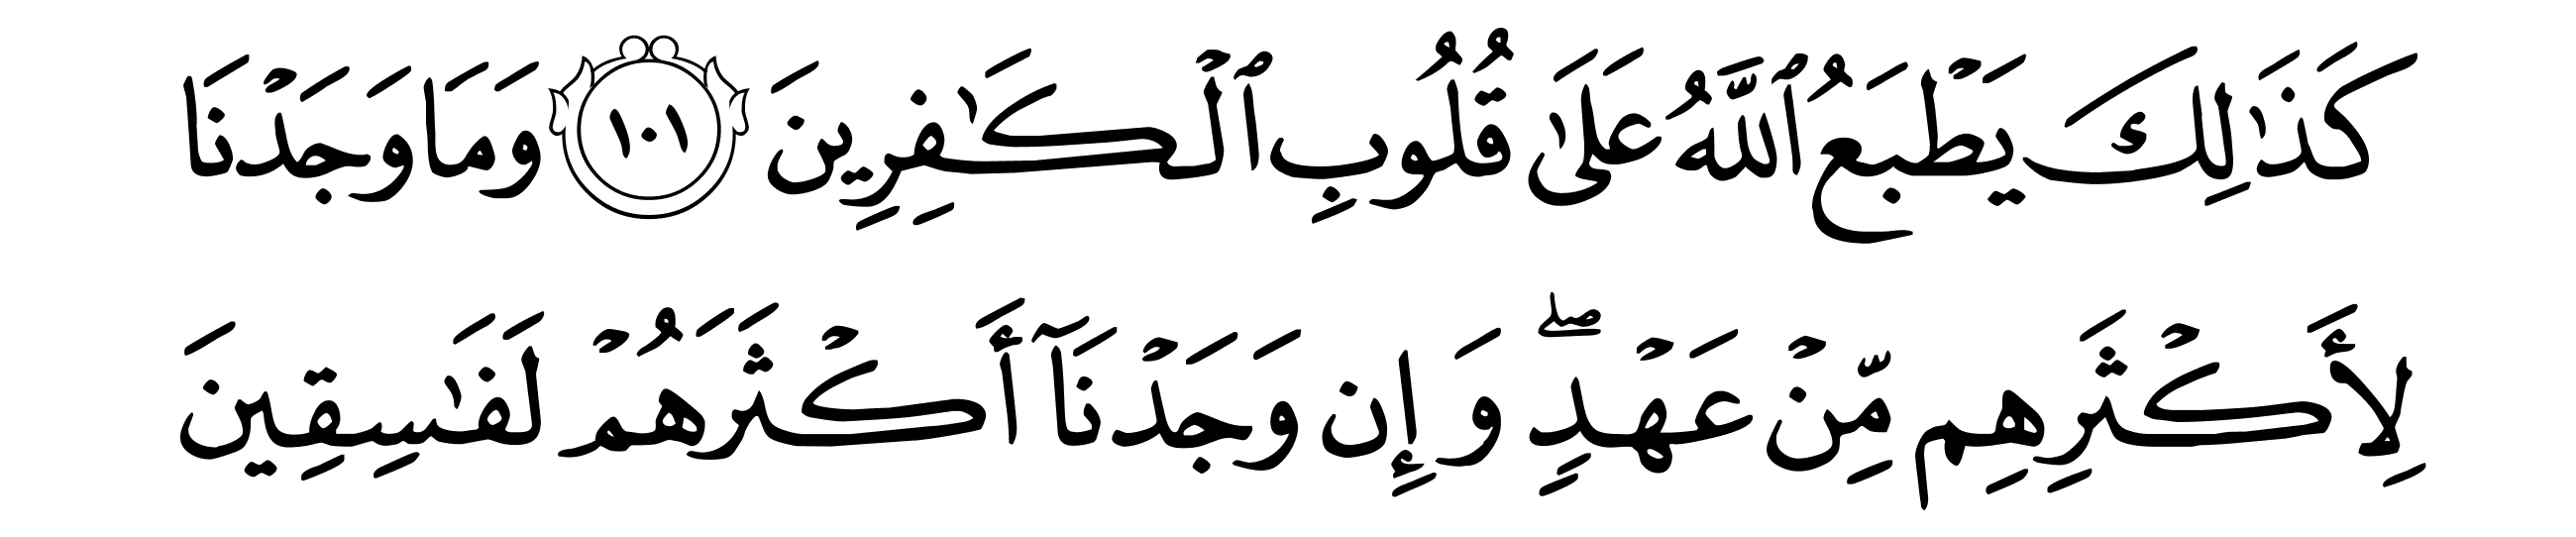 كَذَٰلِكَ يَطۡبَعُ ٱللَّهُ عَلَىٰ قُلُوبِ ٱلۡكَٰفِرِينَ ١٠١ وَمَا وَجَدۡنَا
لِأَكۡثَرِهِم مِّنۡ عَهۡدٖۖ وَإِن وَجَدۡنَآ أَكۡثَرَهُمۡ لَفَٰسِقِينَ